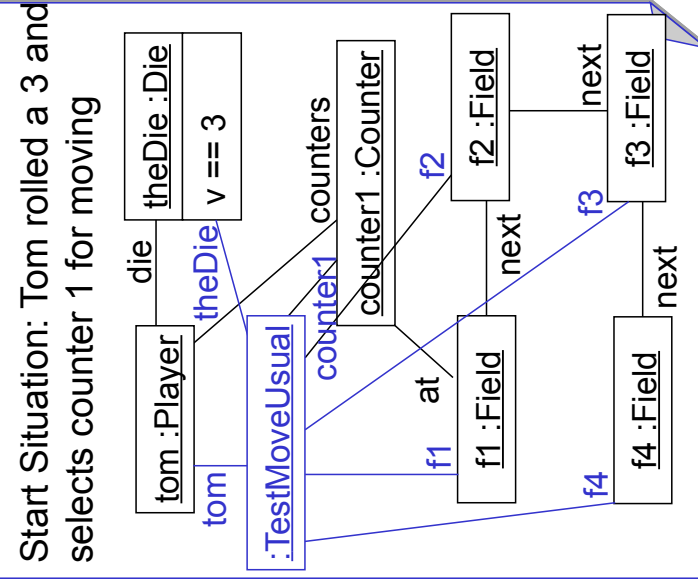 Start Situation: Tom rolled a 3 and
selects counter 1 for moving
tom :Player
die
theDie :Die
v == 3
tom
theDie
counters
:TestMoveUsual
counter1
counter1 :Counter
f1
at
f2
f1 :Field
next
f2 :Field
f4
f3
next
f4 :Field
next
f3 :Field